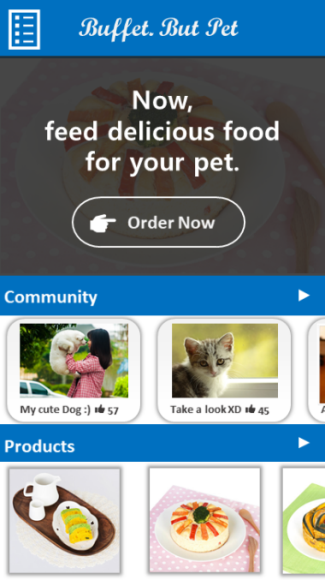 Buffet. But Pet
Now,
feed delicious food
for your pet.
Order Now
Community
My cute Dog :) 57
Take a look XD 45
A
Products